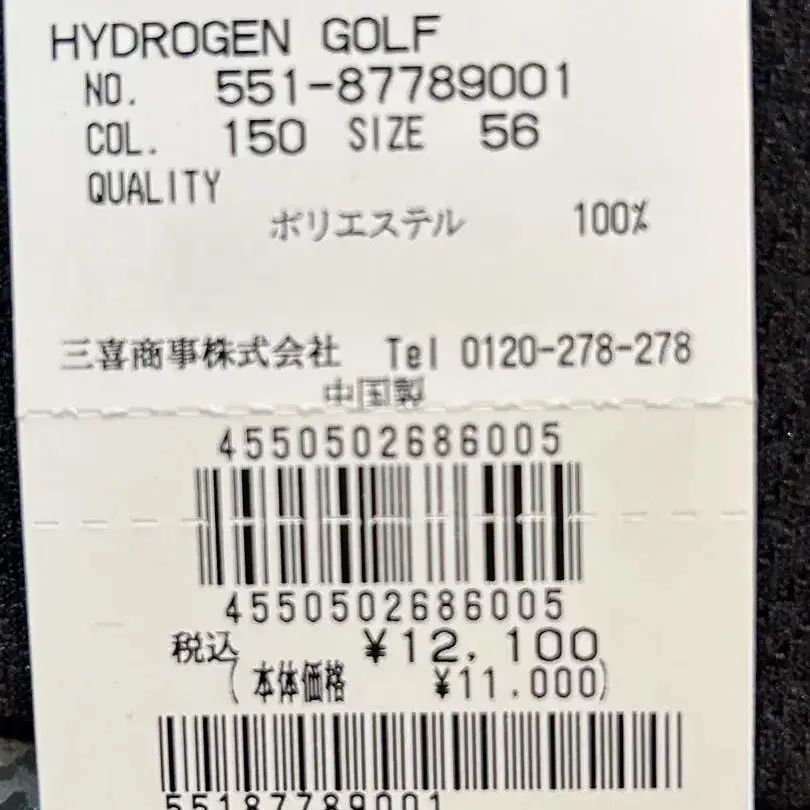 HYDROGEN GOLF
NO. 551-87789001
COL. 150 SIZE 56
QUALITY
ポリエステル 100%
三喜商事株式会社 Tel 0120-278-278
中国製
4550502686005
4550502686005
税込 ¥12,100
(本体価格 ¥11,000)
55187789001